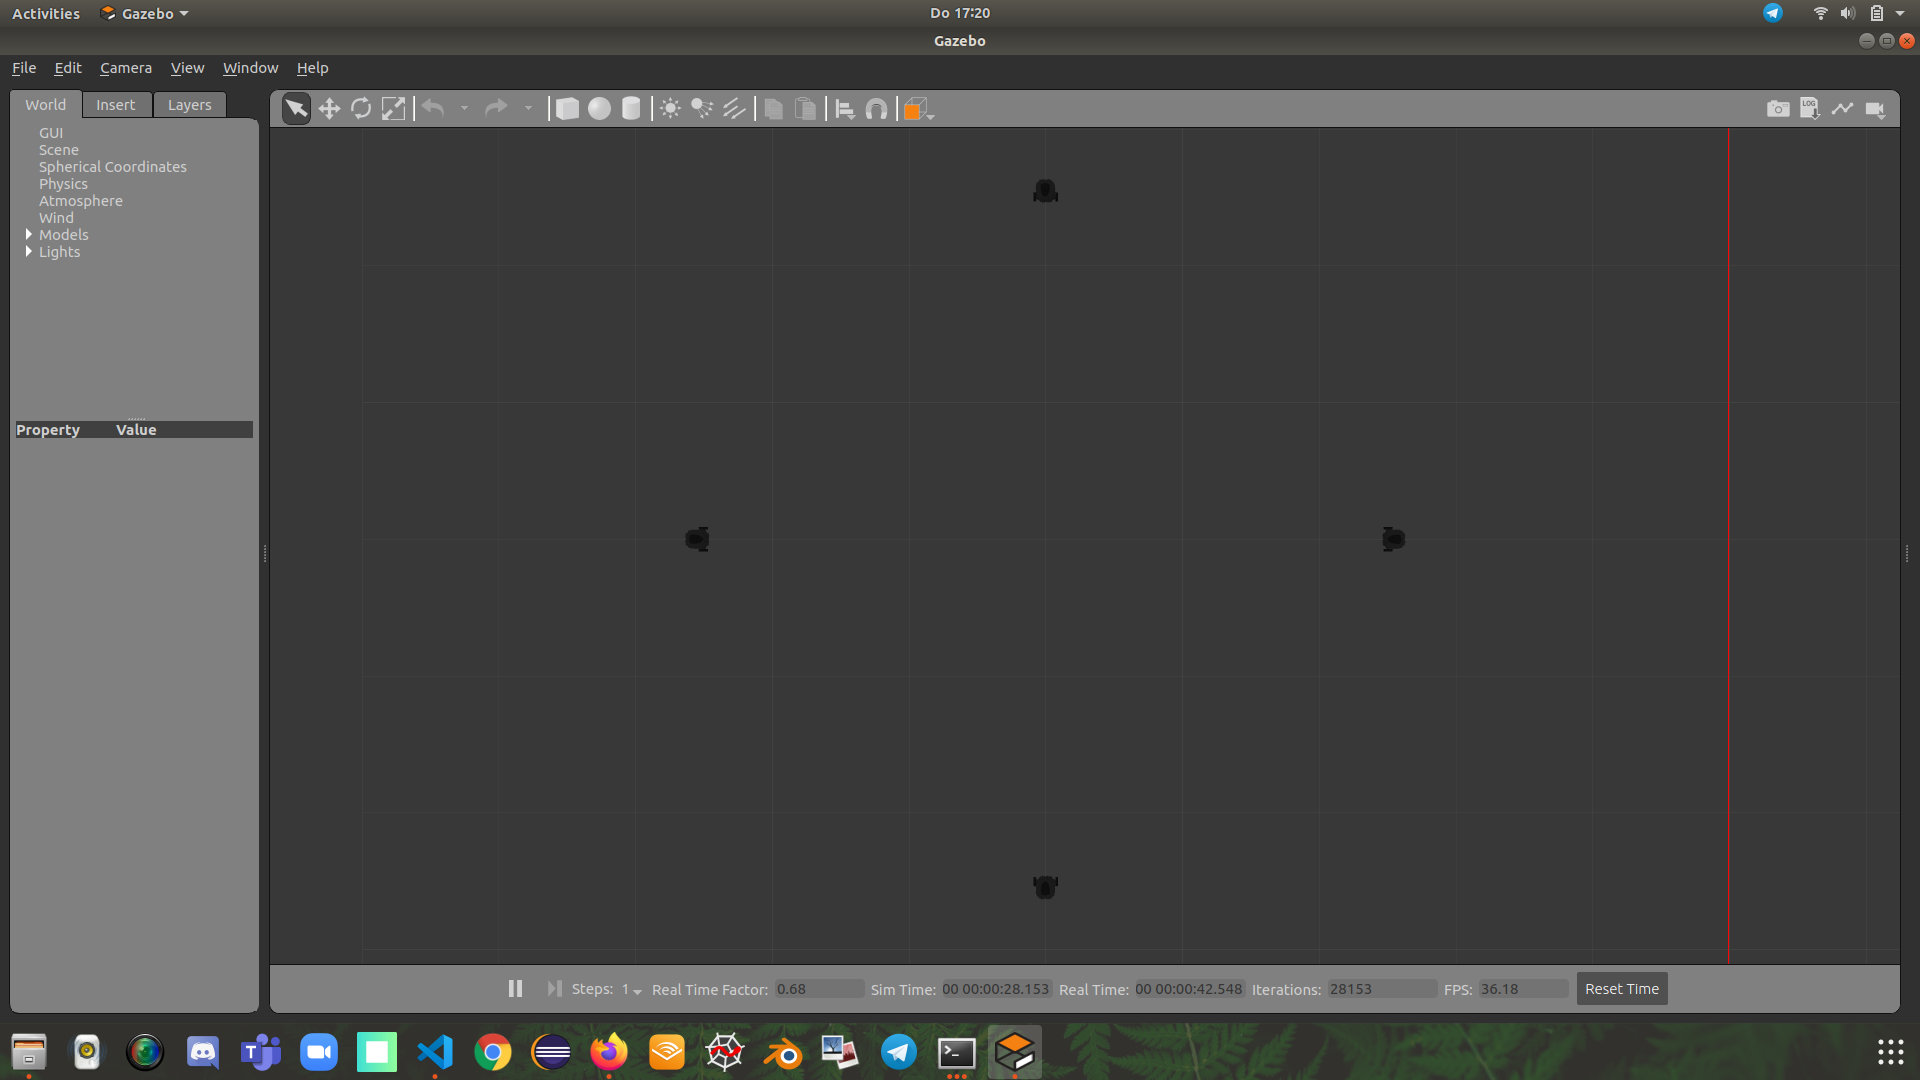 Activities Gazebo Do 17:20
Gazebo
File Edit Camera View Window Help
World Insert Layers
LOG
GUI
Scene
Spherical Coordinates
Physics
Atmosphere
Wind
Models
Lights
Property Value
Steps: 1 Real Time Factor: 0.68 Sim Time: 00 00:00:28.153 Real Time: 00 00:00:42.548 Iterations: 28153 FPS: 36.18 Reset Time